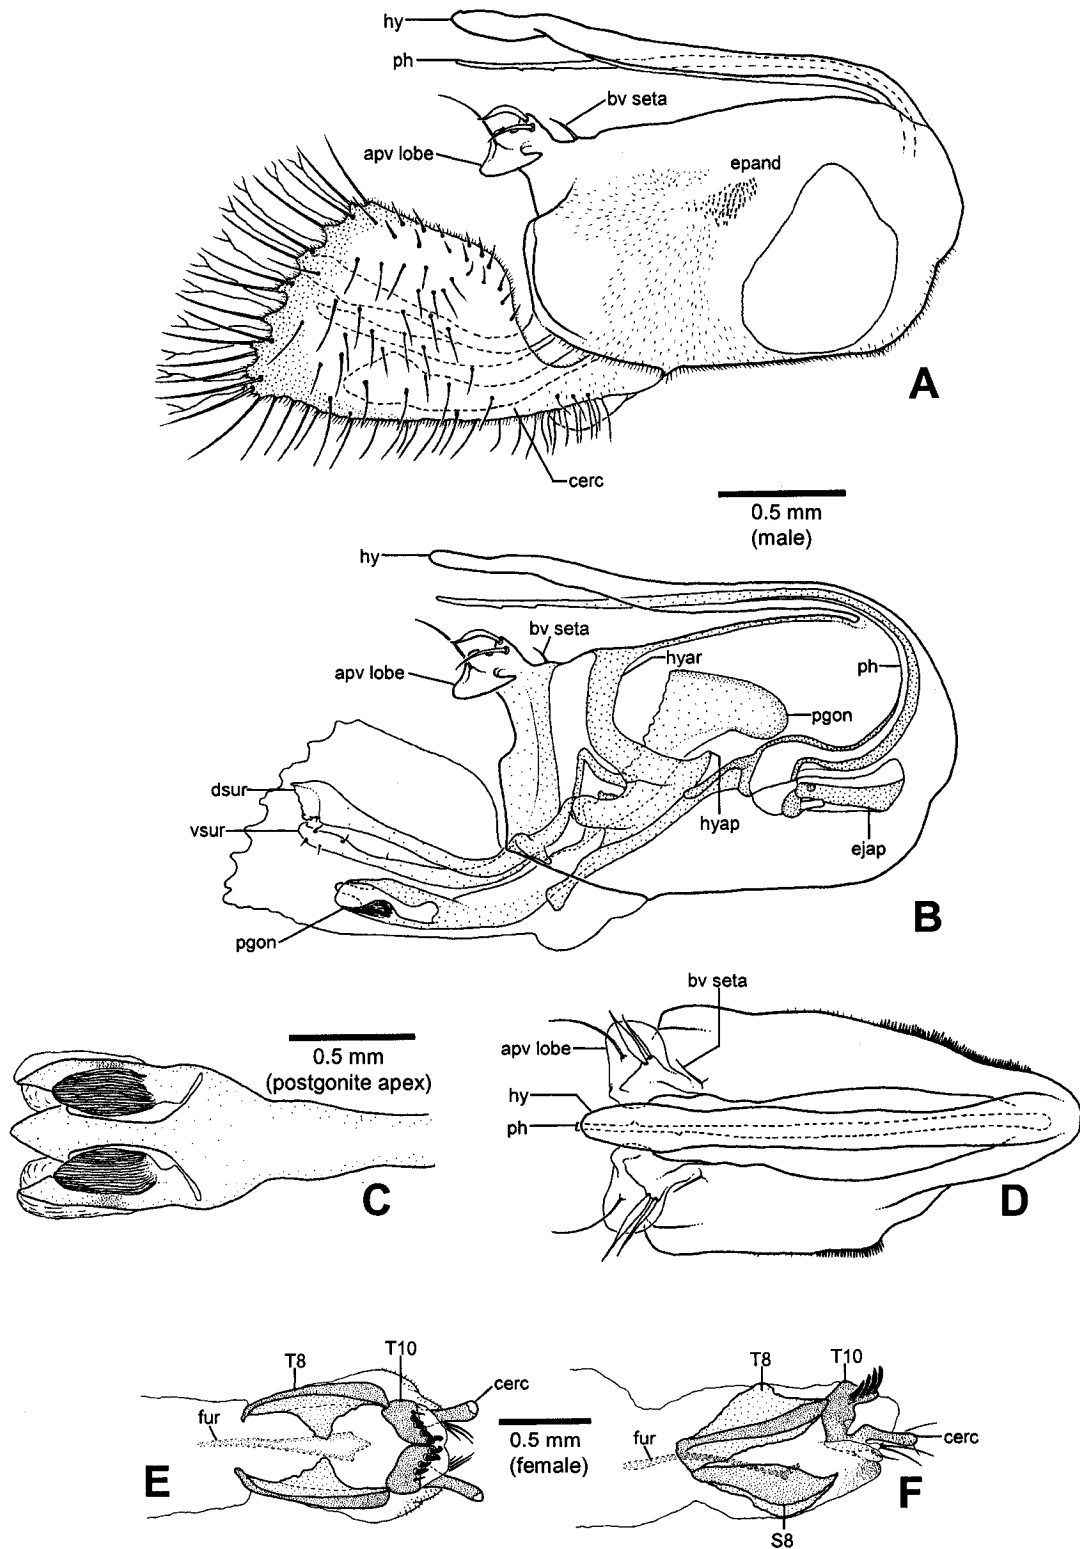 hy
ph
bv seta
apv lobe
epand
A
cerc
0.5 mm
(male)
hy
bv seta
apv lobe
hyar
ph
pgon
dsur
vsur
hyap
ejap
pgon
B
bv seta
0.5 mm
(postgonite apex)
apv lobe
hy
ph
C
D
T8
T10
cerc
fur
0.5 mm
(female)
E
T8
T10
fur
cerc
F
S8